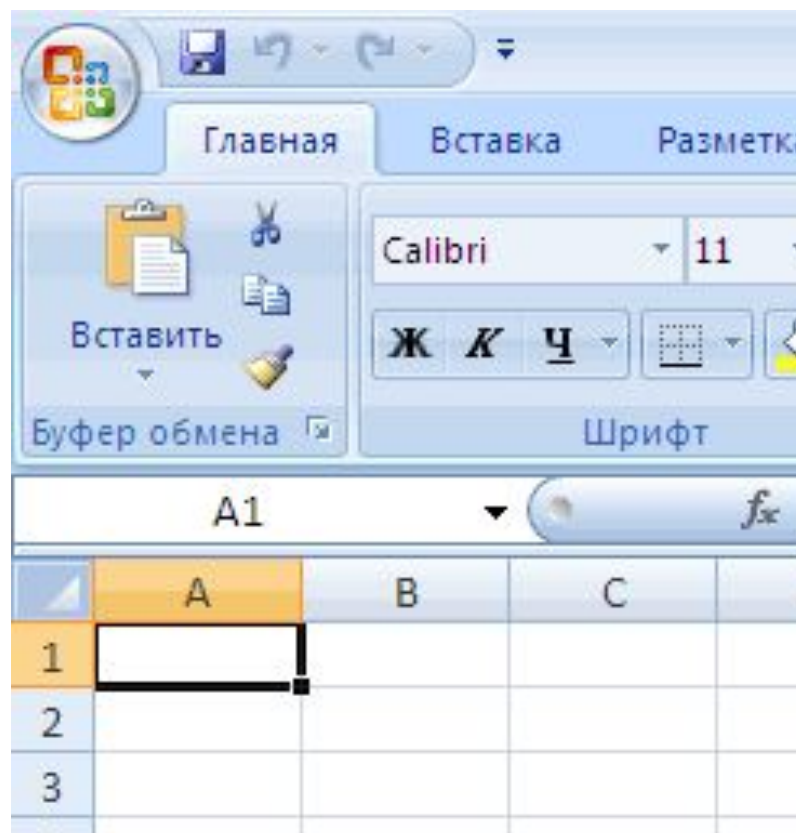 Главная Вставка Разметка
Calibri 11
Вставить
Ж К Ч
Буфер обмена Шрифт
A1 fx
A B C
1
2
3